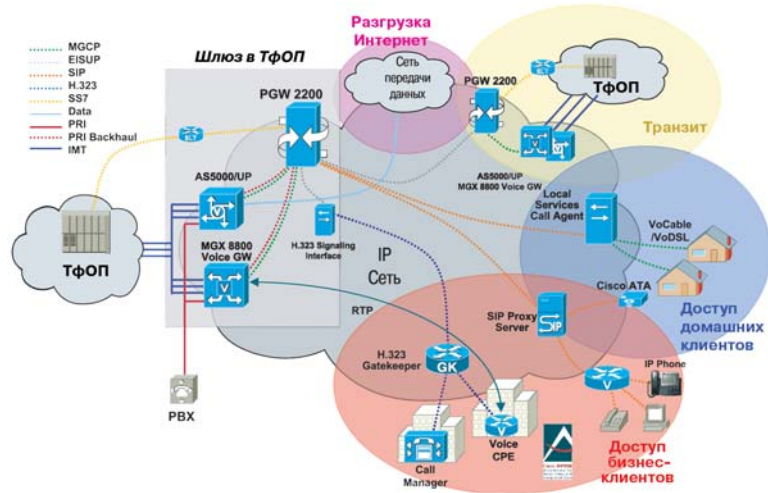 MGCP
EISUP
SIP
H.323
SS7
Data
PRI
PRI Backhaul
IMT
Шлюз в ТфОП
PGW 2200
Разгрузка
Интернет
Сеть
передачи
данных
PGW 2200
ТфОП
Транзит
AS5000/UP
MGX 8800 Voice GW
AS5000/UP
V
MGX 8800
Voice GW
V
ТфОП
H.323 Signaling
Interface
IP
Сеть
RTP
Local
Services
Call Agent
VoCable
/VoDSL
Cisco ATA
SIP Proxy
Server
SIP
Доступ
домашних
клиентов
H.323
Gatekeeper
GK
V
IP Phone
PBX
Call
Manager
V
Voice
CPE
Доступ
бизнес-
клиентов